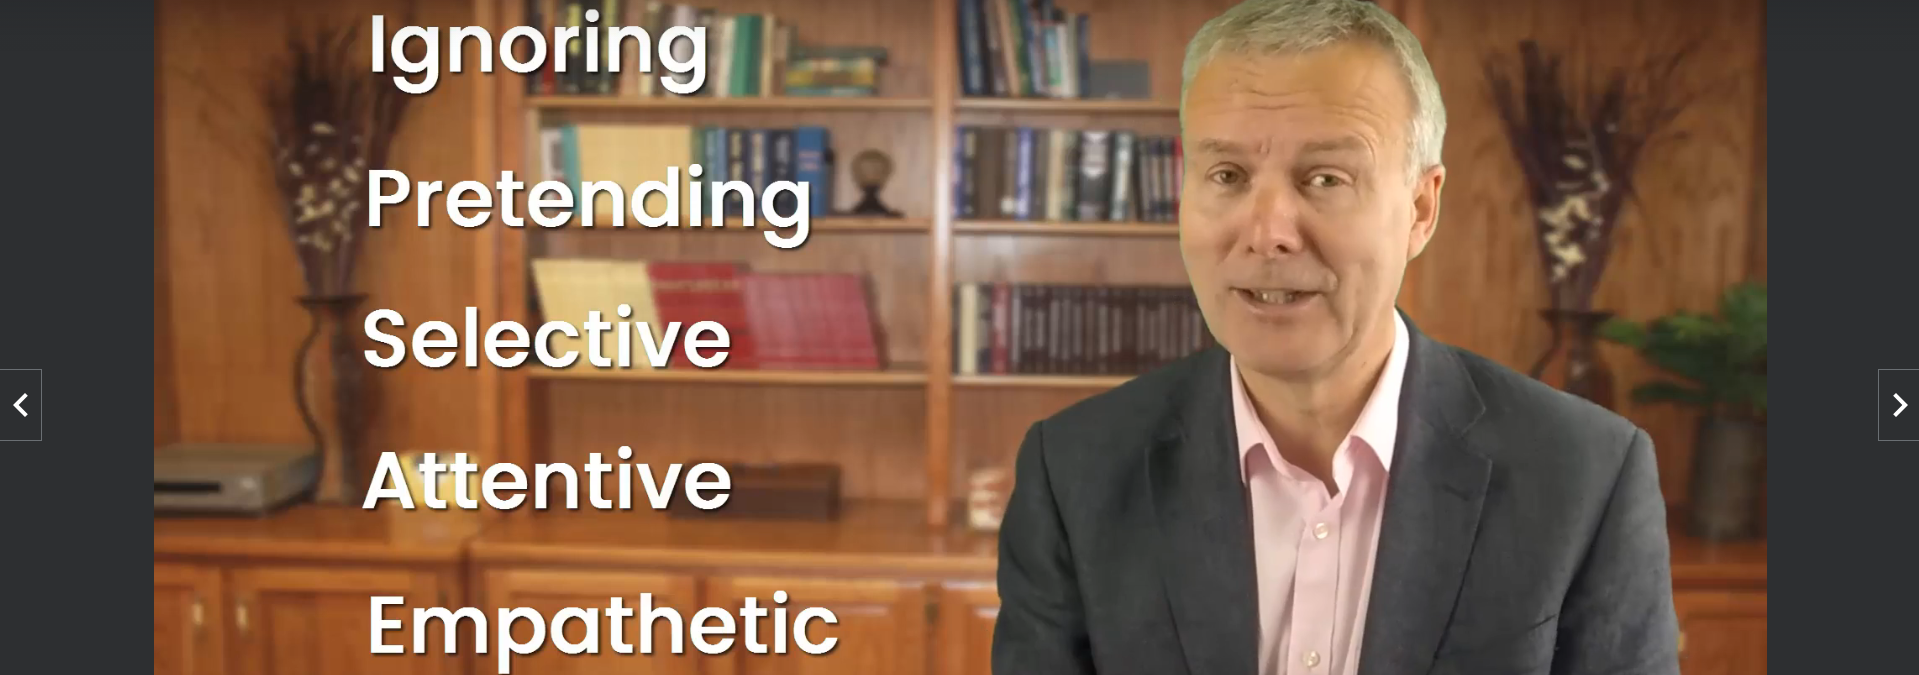 Ignoring
Pretending
Selective
Attentive
Empathetic